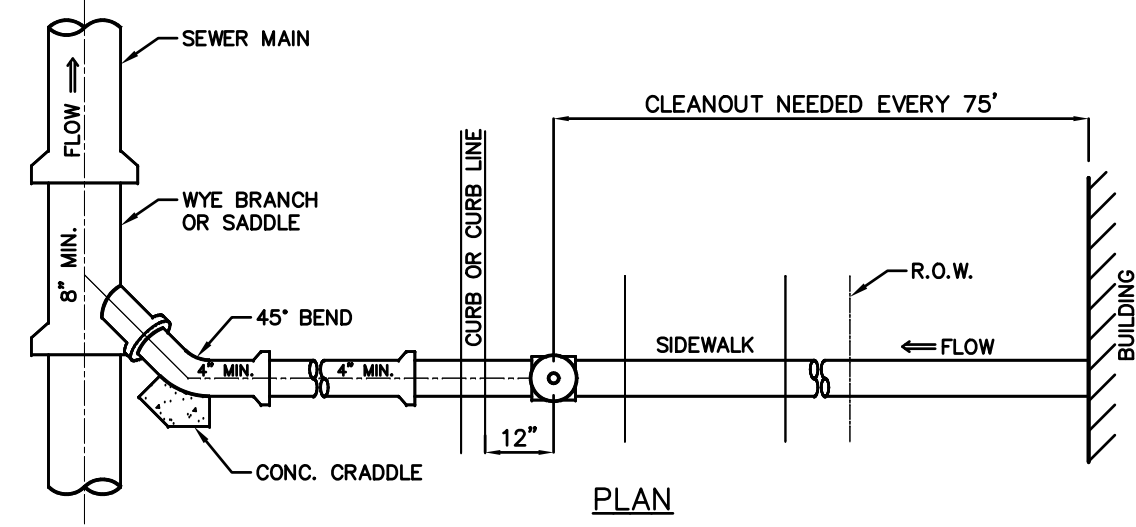 SEWER MAIN
FLOW
CLEANOUT NEEDED EVERY 75'
WYE BRANCH
OR SADDLE
8" MIN.
CURB OR CURB LINE
R.O.W.
BUILDING
45° BEND
SIDEWALK
FLOW
4" MIN.
4" MIN.
12"
CONC. CRADDLE
PLAN